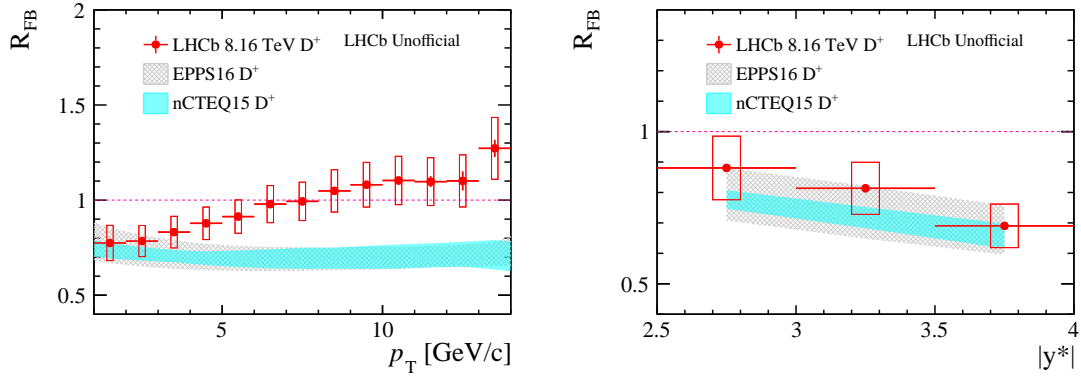 R_FB
LHCb 8.16 TeV D⁺ LHCb Unofficial
EPPS16 D⁺
nCTEQ15 D⁺
2
1.5
1
0.5
5 10
p_T [GeV/c]
R_FB
LHCb 8.16 TeV D⁺ LHCb Unofficial
EPPS16 D⁺
nCTEQ15 D⁺
1
0.5
2.5 3 3.5 4
|y*|